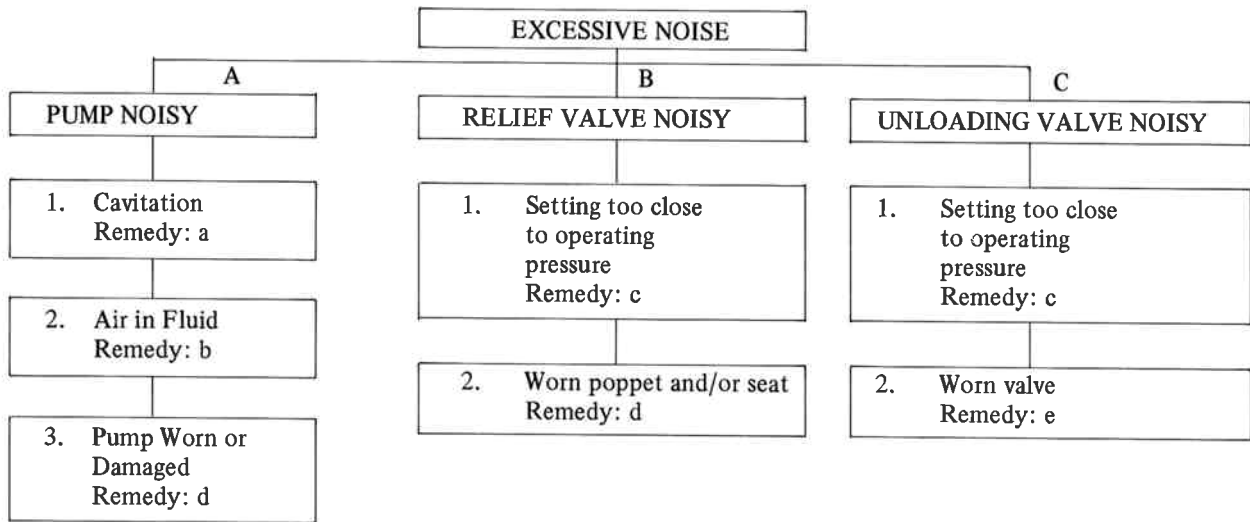 EXCESSIVE NOISE
A
B
C
PUMP NOISY
RELIEF VALVE NOISY
UNLOADING VALVE NOISY
1. Cavitation
Remedy: a
2. Air in Fluid
Remedy: b
3. Pump Worn or
Damaged
Remedy: d
1. Setting too close
to operating
pressure
Remedy: c
2. Worn poppet and/or seat
Remedy: d
1. Setting too close
to operating
pressure
Remedy: c
2. Worn valve
Remedy: e